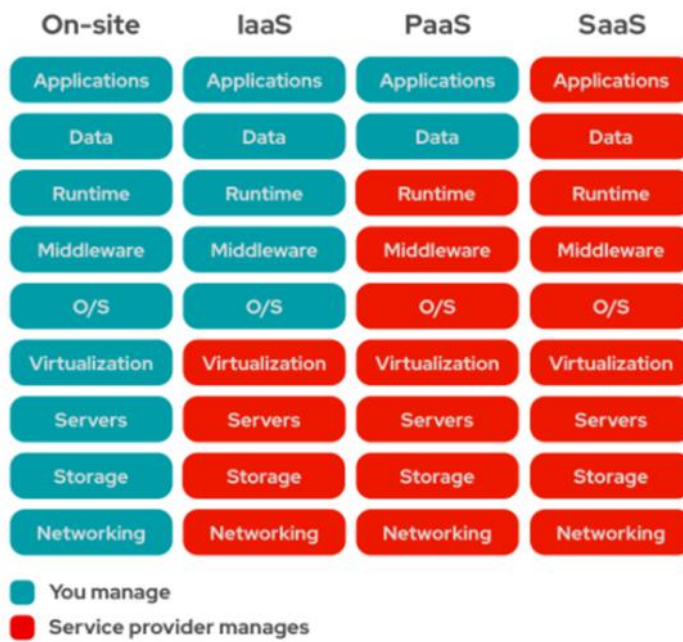 On-site IaaS PaaS SaaS
Applications Applications Applications Applications
Data Data Data Data
Runtime Runtime Runtime Runtime
Middleware Middleware Middleware Middleware
O/S O/S O/S O/S
Virtualization Virtualization Virtualization Virtualization
Servers Servers Servers Servers
Storage Storage Storage Storage
Networking Networking Networking Networking
You manage
Service provider manages